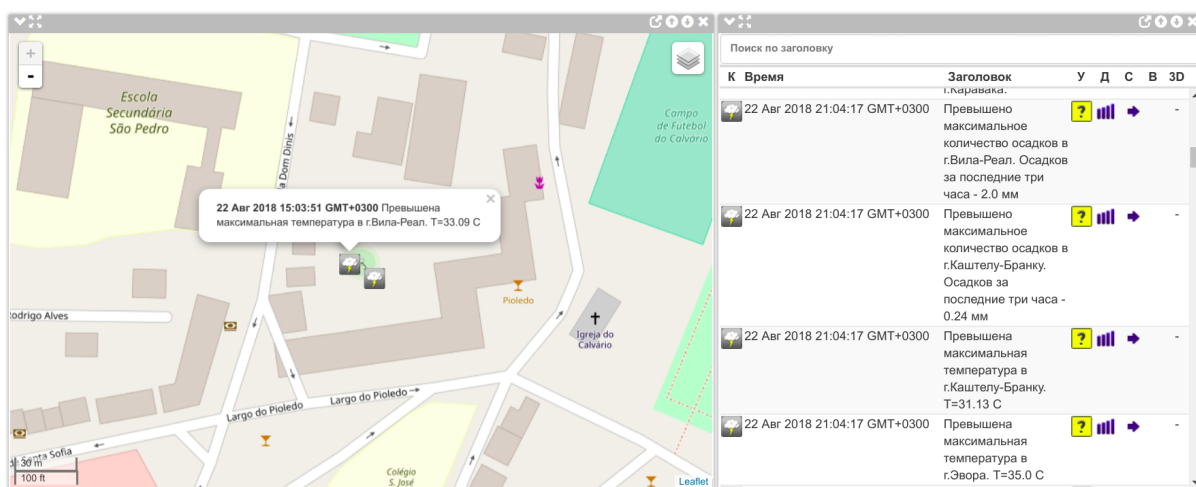 +
-
Escola
Secundária
São Pedro
Campo
de Futebol
do Calvário
a Dom Dinis
×
22 Авг 2018 15:03:51 GMT+0300 Превышена
максимальная температура в г.Вила-Реал. T=33.09 C
Pioledo
Rodrigo Alves
Igreja do
Calvário
Largo do Pioledo
Largo do Pioledo
de Santa Sofia
30 m
100 ft
Colégio
S. José
Leaflet
Поиск по заголовку
К Время Заголовок У Д С В 3D
г.Каравака.
22 Авг 2018 21:04:17 GMT+0300 Превышено ? -
максимальное
количество осадков в
г.Вила-Реал. Осадков
за последние три
часа - 2.0 мм
22 Авг 2018 21:04:17 GMT+0300 Превышено ? -
максимальное
количество осадков в
г.Каштелу-Бранку.
Осадков за
последние три часа -
0.24 мм
22 Авг 2018 21:04:17 GMT+0300 Превышена ? -
максимальная
температура в
г.Каштелу-Бранку.
T=31.13 C
22 Авг 2018 21:04:17 GMT+0300 Превышена ? -
максимальная
температура в
г.Эвора. T=35.0 C